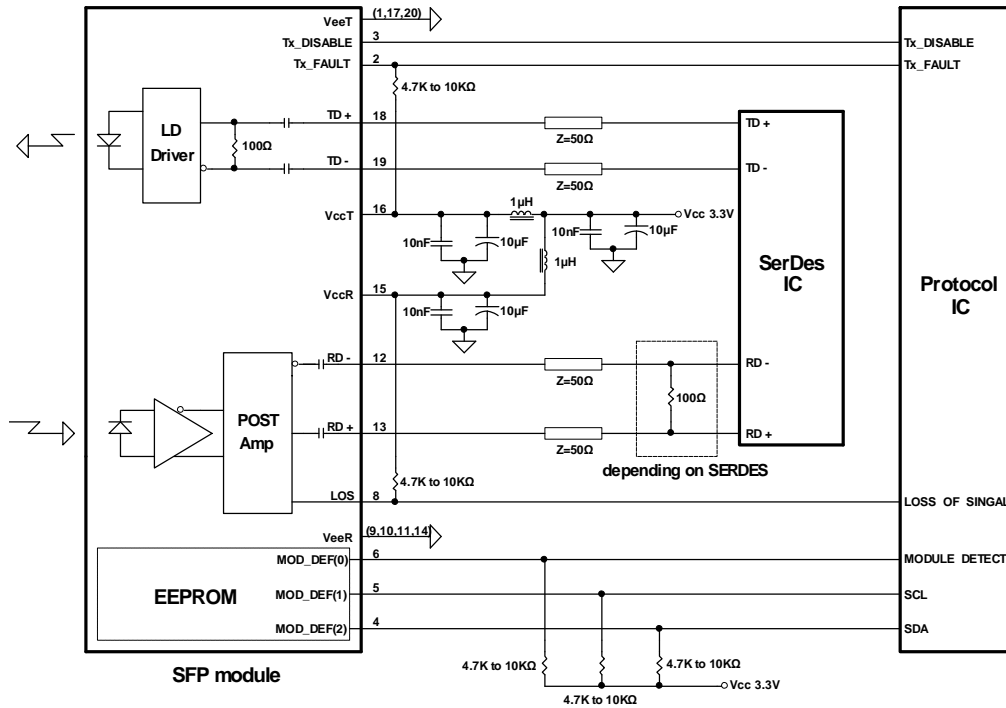 VeeT (1,17,20)
Tx_DISABLE 3 Tx_DISABLE
Tx_FAULT 2 Tx_FAULT
4.7K to 10KΩ
LD Driver
100Ω
TD + 18 Z=50Ω TD +
TD - 19 Z=50Ω TD -
1µH
VccT 16 Vcc 3.3V
10nF 10µF 10nF 10µF
1µH
SerDes IC
Protocol IC
VccR 15
10nF 10µF
RD - 12 Z=50Ω RD -
POST Amp
100Ω
RD + 13 Z=50Ω RD +
depending on SERDES
4.7K to 10KΩ
LOS 8 LOSS OF SINGAL
VeeR (9,10,11,14)
MOD_DEF(0) 6 MODULE DETECT
EEPROM
MOD_DEF(1) 5 SCL
MOD_DEF(2) 4 SDA
SFP module
4.7K to 10KΩ 4.7K to 10KΩ
4.7K to 10KΩ
Vcc 3.3V